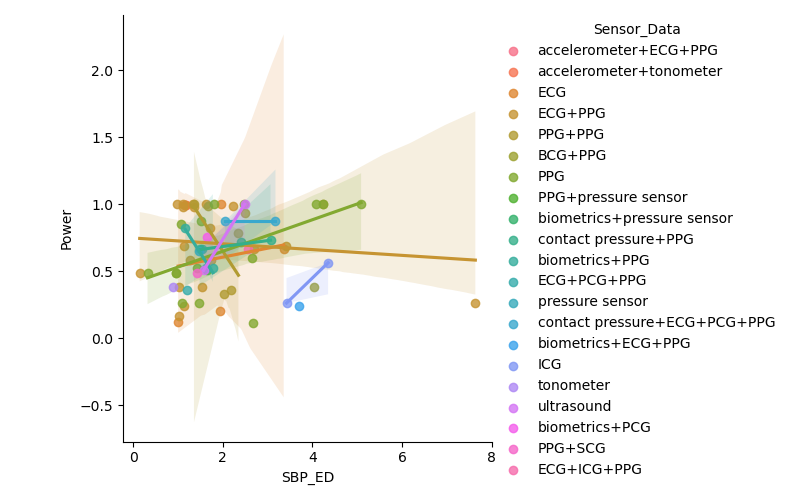 Sensor_Data
accelerometer+ECG+PPG
accelerometer+tonometer
ECG
ECG+PPG
PPG+PPG
BCG+PPG
PPG
PPG+pressure sensor
biometrics+pressure sensor
contact pressure+PPG
biometrics+PPG
ECG+PCG+PPG
pressure sensor
contact pressure+ECG+PCG+PPG
biometrics+ECG+PPG
ICG
tonometer
ultrasound
biometrics+PCG
PPG+SCG
ECG+ICG+PPG
Power
2.0
1.5
1.0
0.5
0.0
−0.5
0
2
4
6
8
SBP_ED